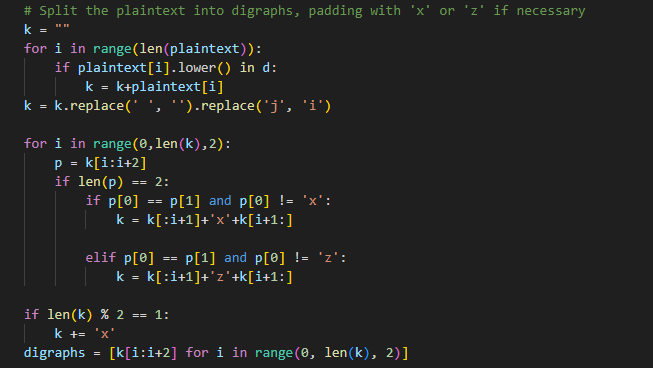 # Split the plaintext into digraphs, padding with 'x' or 'z' if necessary
k = ""
for i in range(len(plaintext)):
    if plaintext[i].lower() in d:
        k = k+plaintext[i]
k = k.replace(' ', '').replace('j', 'i')

for i in range(0,len(k),2):
    p = k[i:i+2]
    if len(p) == 2:
        if p[0] == p[1] and p[0] != 'x':
            k = k[:i+1]+'x'+k[i+1:]

        elif p[0] == p[1] and p[0] != 'z':
            k = k[:i+1]+'z'+k[i+1:]

if len(k) % 2 == 1:
    k += 'x'
digraphs = [k[i:i+2] for i in range(0, len(k), 2)]